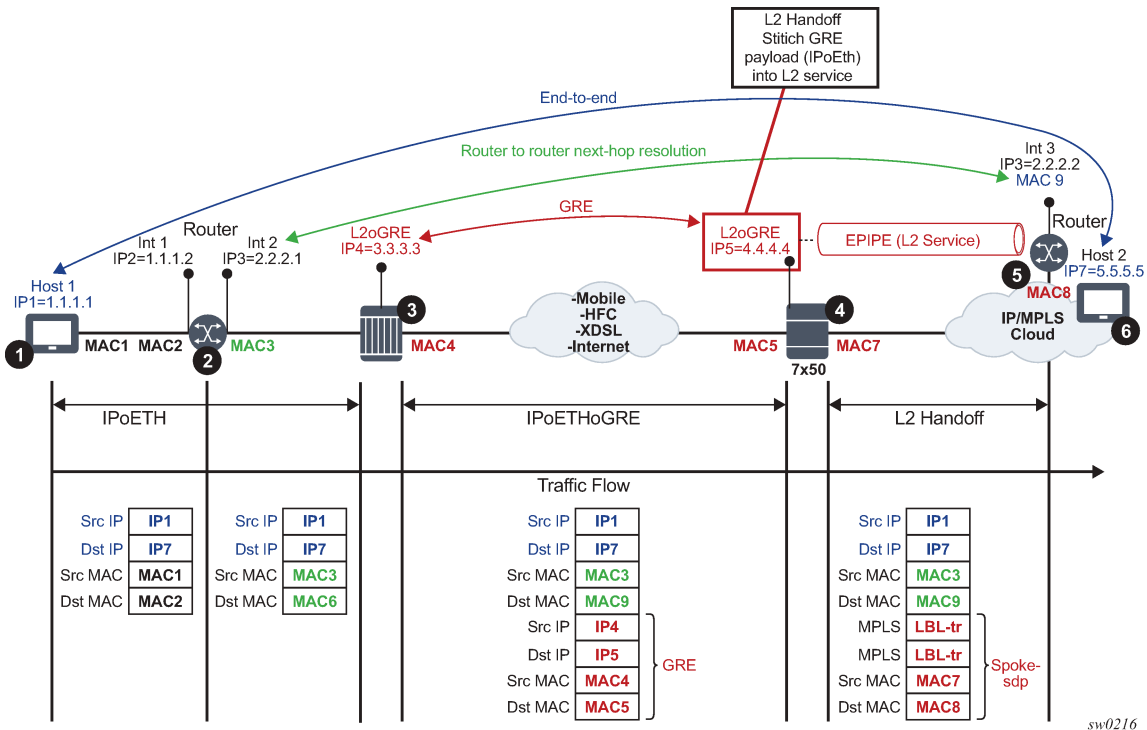 L2 Handoff
Stitich GRE
payload (IPoEth)
into L2 service
End-to-end
Router to router next-hop resolution
Int 3
IP3=2.2.2.2
MAC 9
GRE
Router
Int 1
IP2=1.1.1.2
Int 2
IP3=2.2.2.1
L2oGRE
IP4=3.3.3.3
L2oGRE
IP5=4.4.4.4
EPIPE (L2 Service)
Router
Host 1
IP1=1.1.1.1
Host 2
IP7=5.5.5.5
1
MAC1
MAC2
2
MAC3
3
MAC4
-Mobile
-HFC
-XDSL
-Internet
MAC5
4
MAC7
7x50
5
MAC8
IP/MPLS
Cloud
6
IPoETH
IPoETHoGRE
L2 Handoff
Traffic Flow
Src IP IP1
Dst IP IP7
Src MAC MAC1
Dst MAC MAC2
Src IP IP1
Dst IP IP7
Src MAC MAC3
Dst MAC MAC6
Src IP IP1
Dst IP IP7
Src MAC MAC3
Dst MAC MAC9
Src IP IP4
Dst IP IP5
Src MAC MAC4
Dst MAC MAC5
GRE
Src IP IP1
Dst IP IP7
Src MAC MAC3
Dst MAC MAC9
MPLS LBL-tr
MPLS LBL-tr
Src MAC MAC7
Dst MAC MAC8
Spoke-
sdp
sw0216